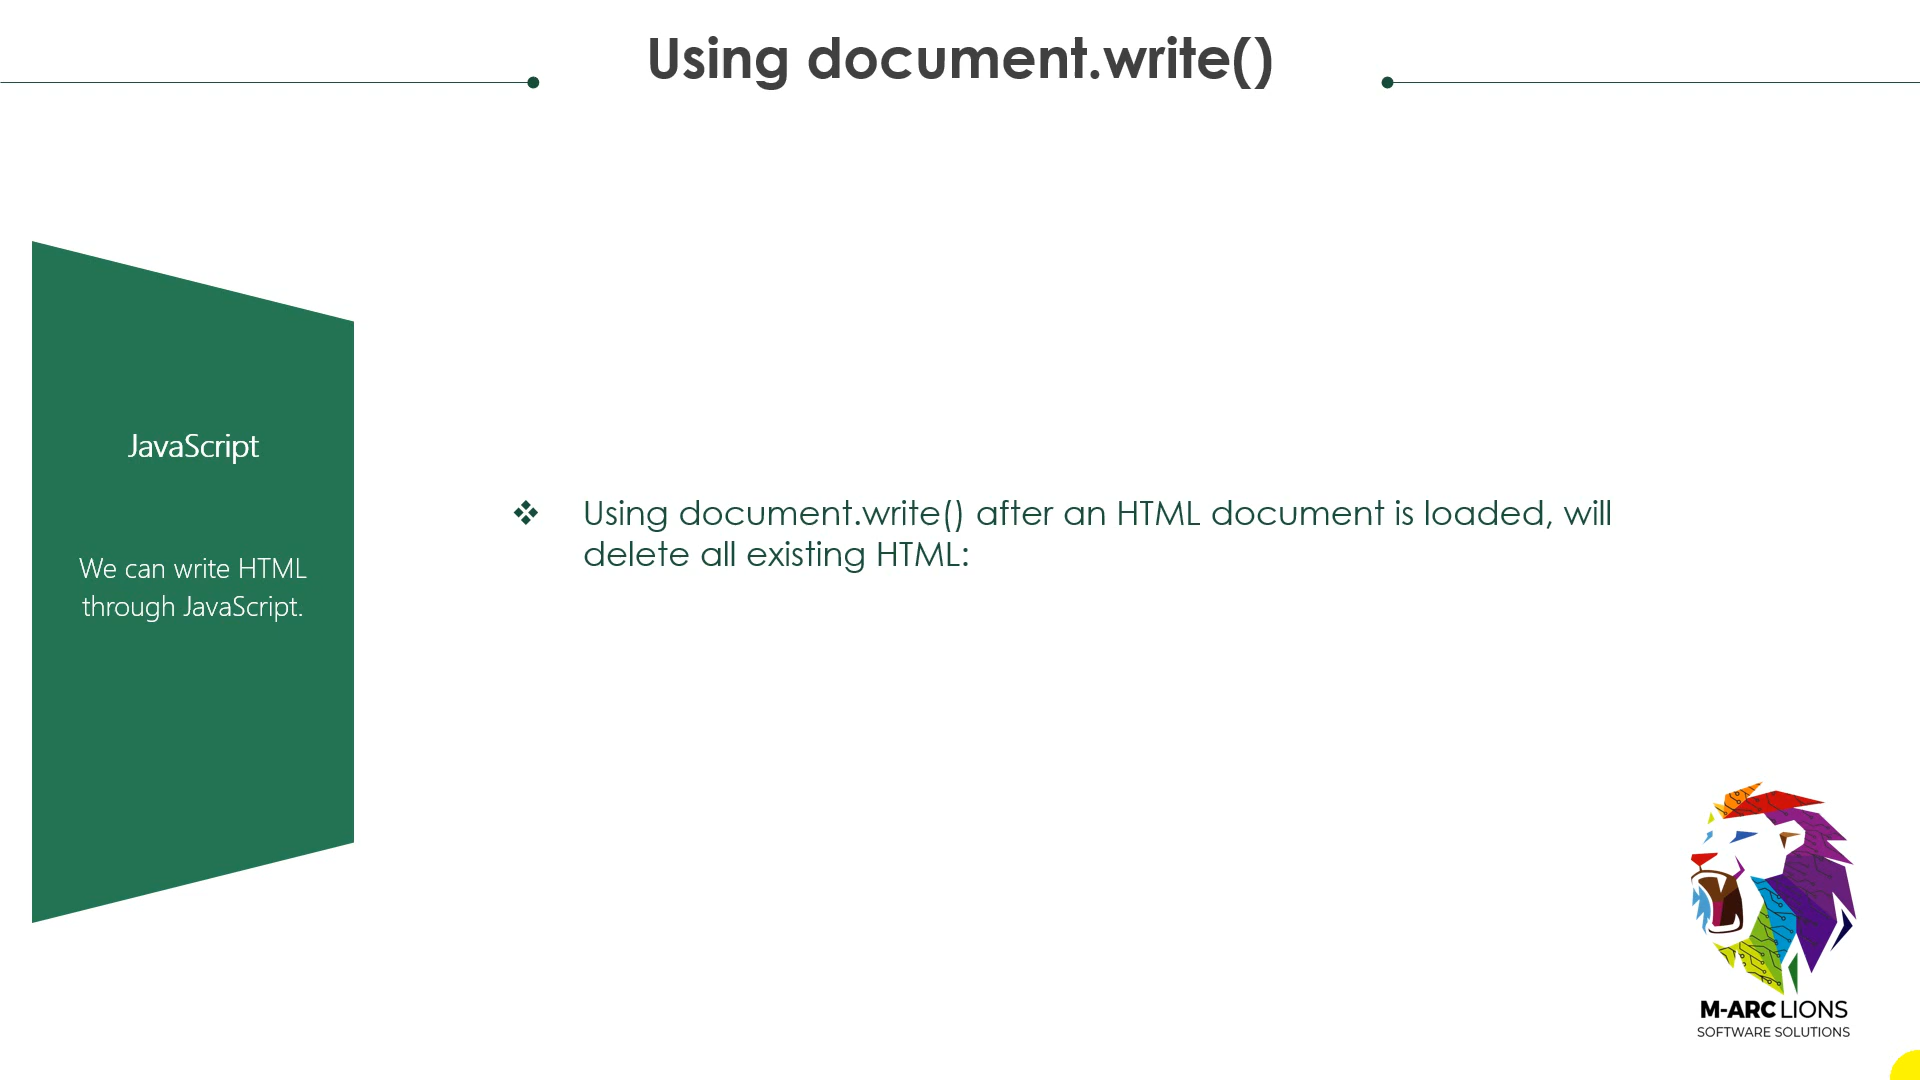 Using document.write()
JavaScript
We can write HTML
through JavaScript.
❖ Using document.write() after an HTML document is loaded, will
delete all existing HTML:
M-ARC LIONS
SOFTWARE SOLUTIONS